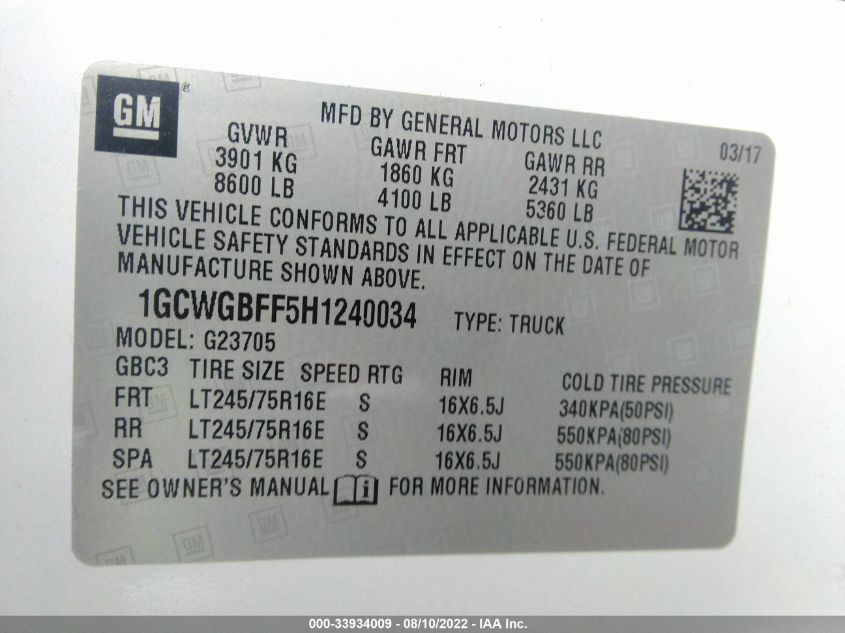 GM ®
MFD BY GENERAL MOTORS LLC
03/17
GVWR GAWR FRT GAWR RR
3901 KG 1860 KG 2431 KG
8600 LB 4100 LB 5360 LB
THIS VEHICLE CONFORMS TO ALL APPLICABLE U.S. FEDERAL MOTOR
VEHICLE SAFETY STANDARDS IN EFFECT ON THE DATE OF
MANUFACTURE SHOWN ABOVE.
1GCWGBFF5H1240034 TYPE: TRUCK
MODEL: G23705
GBC3 TIRE SIZE SPEED RTG RIM COLD TIRE PRESSURE
FRT LT245/75R16E S 16X6.5J 340KPA(50PSI)
RR LT245/75R16E S 16X6.5J 550KPA(80PSI)
SPA LT245/75R16E S 16X6.5J 550KPA(80PSI)
SEE OWNER'S MANUAL i FOR MORE INFORMATION.
000-33934009 - 08/10/2022 - IAA Inc.